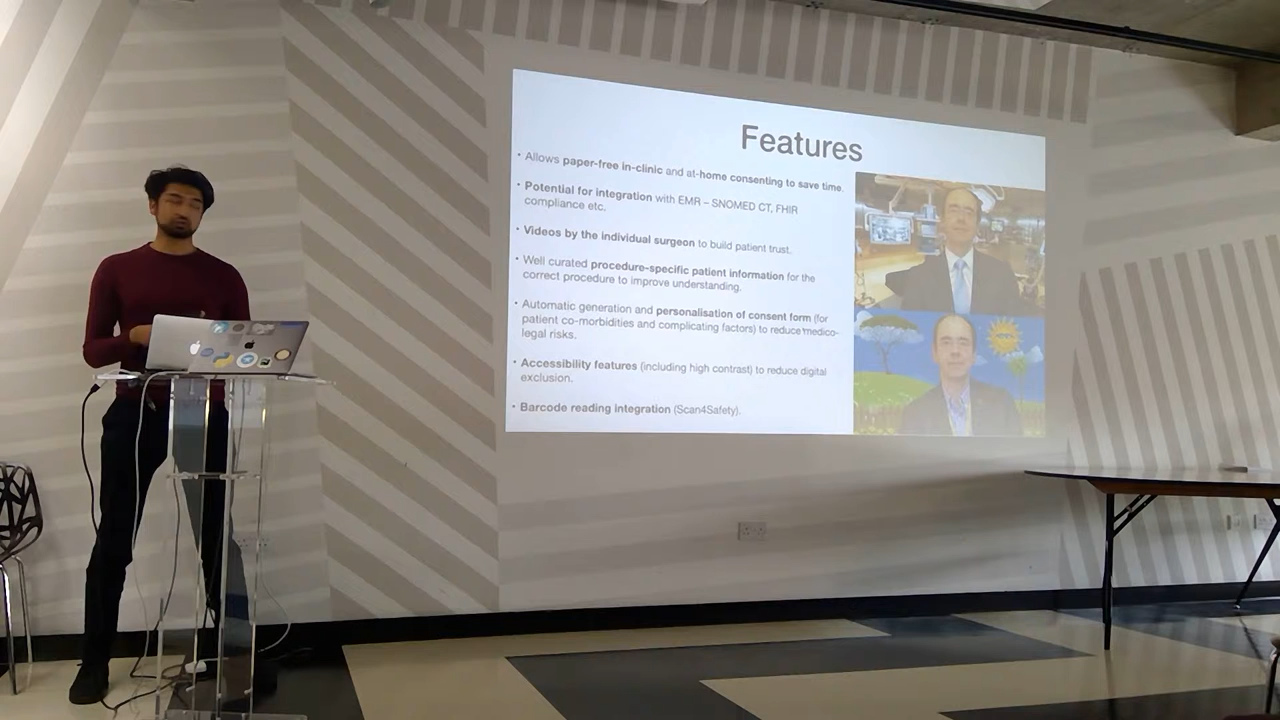 Features
• Allows paper-free in-clinic and at-home consenting to save time.
• Potential for integration with EMR – SNOMED CT, FHIR
compliance etc.
• Videos by the individual surgeon to build patient trust.
• Well curated procedure-specific patient information for the
correct procedure to improve understanding.
• Automatic generation and personalisation of consent form (for
patient co-morbidities and complicating factors) to reduce medico-
legal risks.
• Accessibility features (including high contrast) to reduce digital
exclusion.
• Barcode reading integration (Scan4Safety).